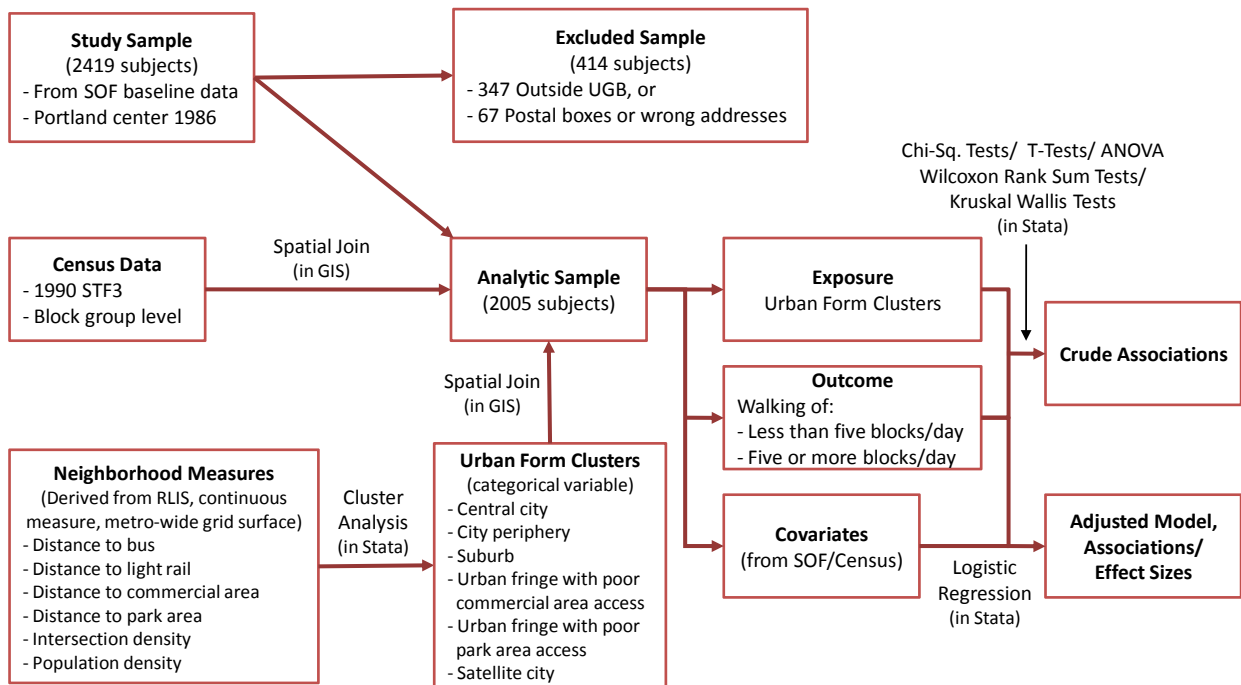 Study Sample
(2419 subjects)
- From SOF baseline data
- Portland center 1986
Excluded Sample
(414 subjects)
- 347 Outside UGB, or
- 67 Postal boxes or wrong addresses
Chi-Sq. Tests/ T-Tests/ ANOVA
Wilcoxon Rank Sum Tests/
Kruskal Wallis Tests
(in Stata)
Census Data
- 1990 STF3
- Block group level
Spatial Join
(in GIS)
Analytic Sample
(2005 subjects)
Exposure
Urban Form Clusters
Crude Associations
Spatial Join
(in GIS)
Outcome
Walking of:
- Less than five blocks/day
- Five or more blocks/day
Neighborhood Measures
(Derived from RLIS, continuous
measure, metro-wide grid surface)
- Distance to bus
- Distance to light rail
- Distance to commercial area
- Distance to park area
- Intersection density
- Population density
Cluster
Analysis
(in Stata)
Urban Form Clusters
(categorical variable)
- Central city
- City periphery
- Suburb
- Urban fringe with poor
commercial area access
- Urban fringe with poor
park area access
- Satellite city
Covariates
(from SOF/Census)
Logistic
Regression
(in Stata)
Adjusted Model,
Associations/
Effect Sizes